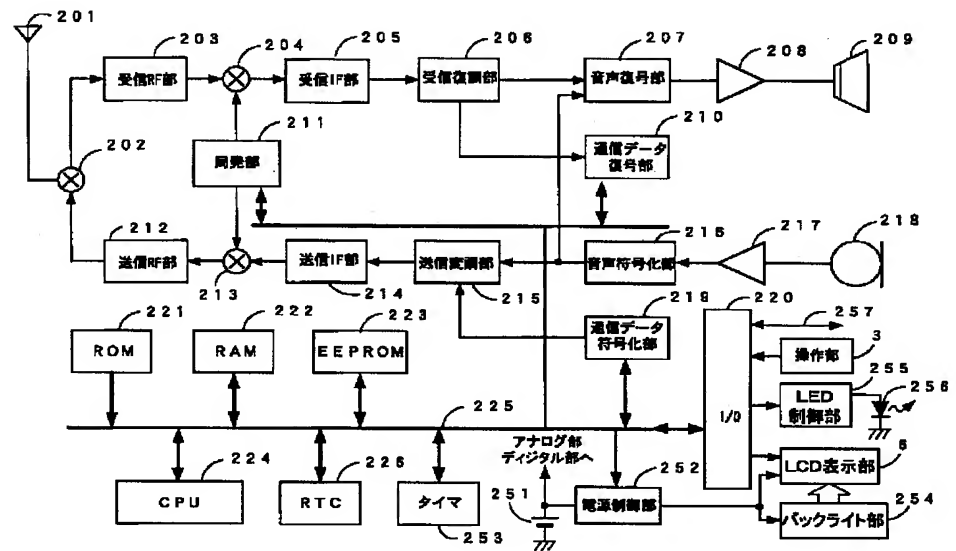 201
203
204
205
206
207
208
209
受信RF部
受信IF部
受信復調部
音声復号部
211
210
202
局発部
通信データ
復号部
212
216
217
218
送信RF部
送信IF部
送信変調部
音声符号化部
213
214
215
219
220
257
221
222
223
通信データ
符号化部
3
ROM
RAM
EEPROM
操作部
255
256
LED
制御部
I/O
225
アナログ部
ディジタル部へ
6
224
226
252
LCD表示部
CPU
RTC
タイマ
251
電源制御部
254
253
バックライト部